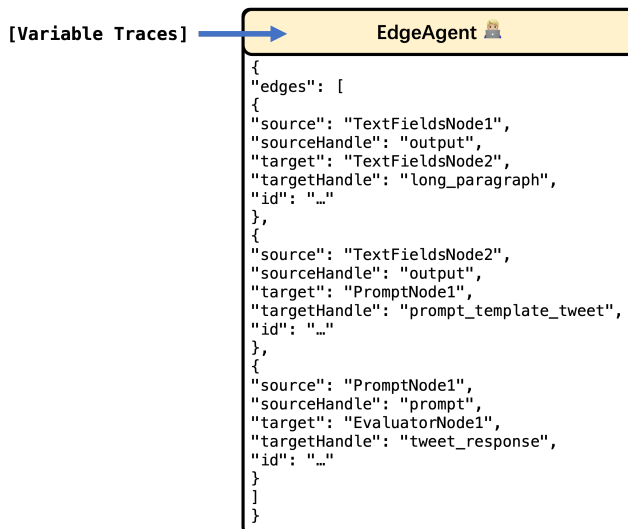 [Variable Traces]
EdgeAgent
{
"edges": [
{
"source": "TextFieldsNode1",
"sourceHandle": "output",
"target": "TextFieldsNode2",
"targetHandle": "long_paragraph",
"id": "…"
},
{
"source": "TextFieldsNode2",
"sourceHandle": "output",
"target": "PromptNode1",
"targetHandle": "prompt_template_tweet",
"id": "…"
},
{
"source": "PromptNode1",
"sourceHandle": "prompt",
"target": "EvaluatorNode1",
"targetHandle": "tweet_response",
"id": "…"
}
]
}